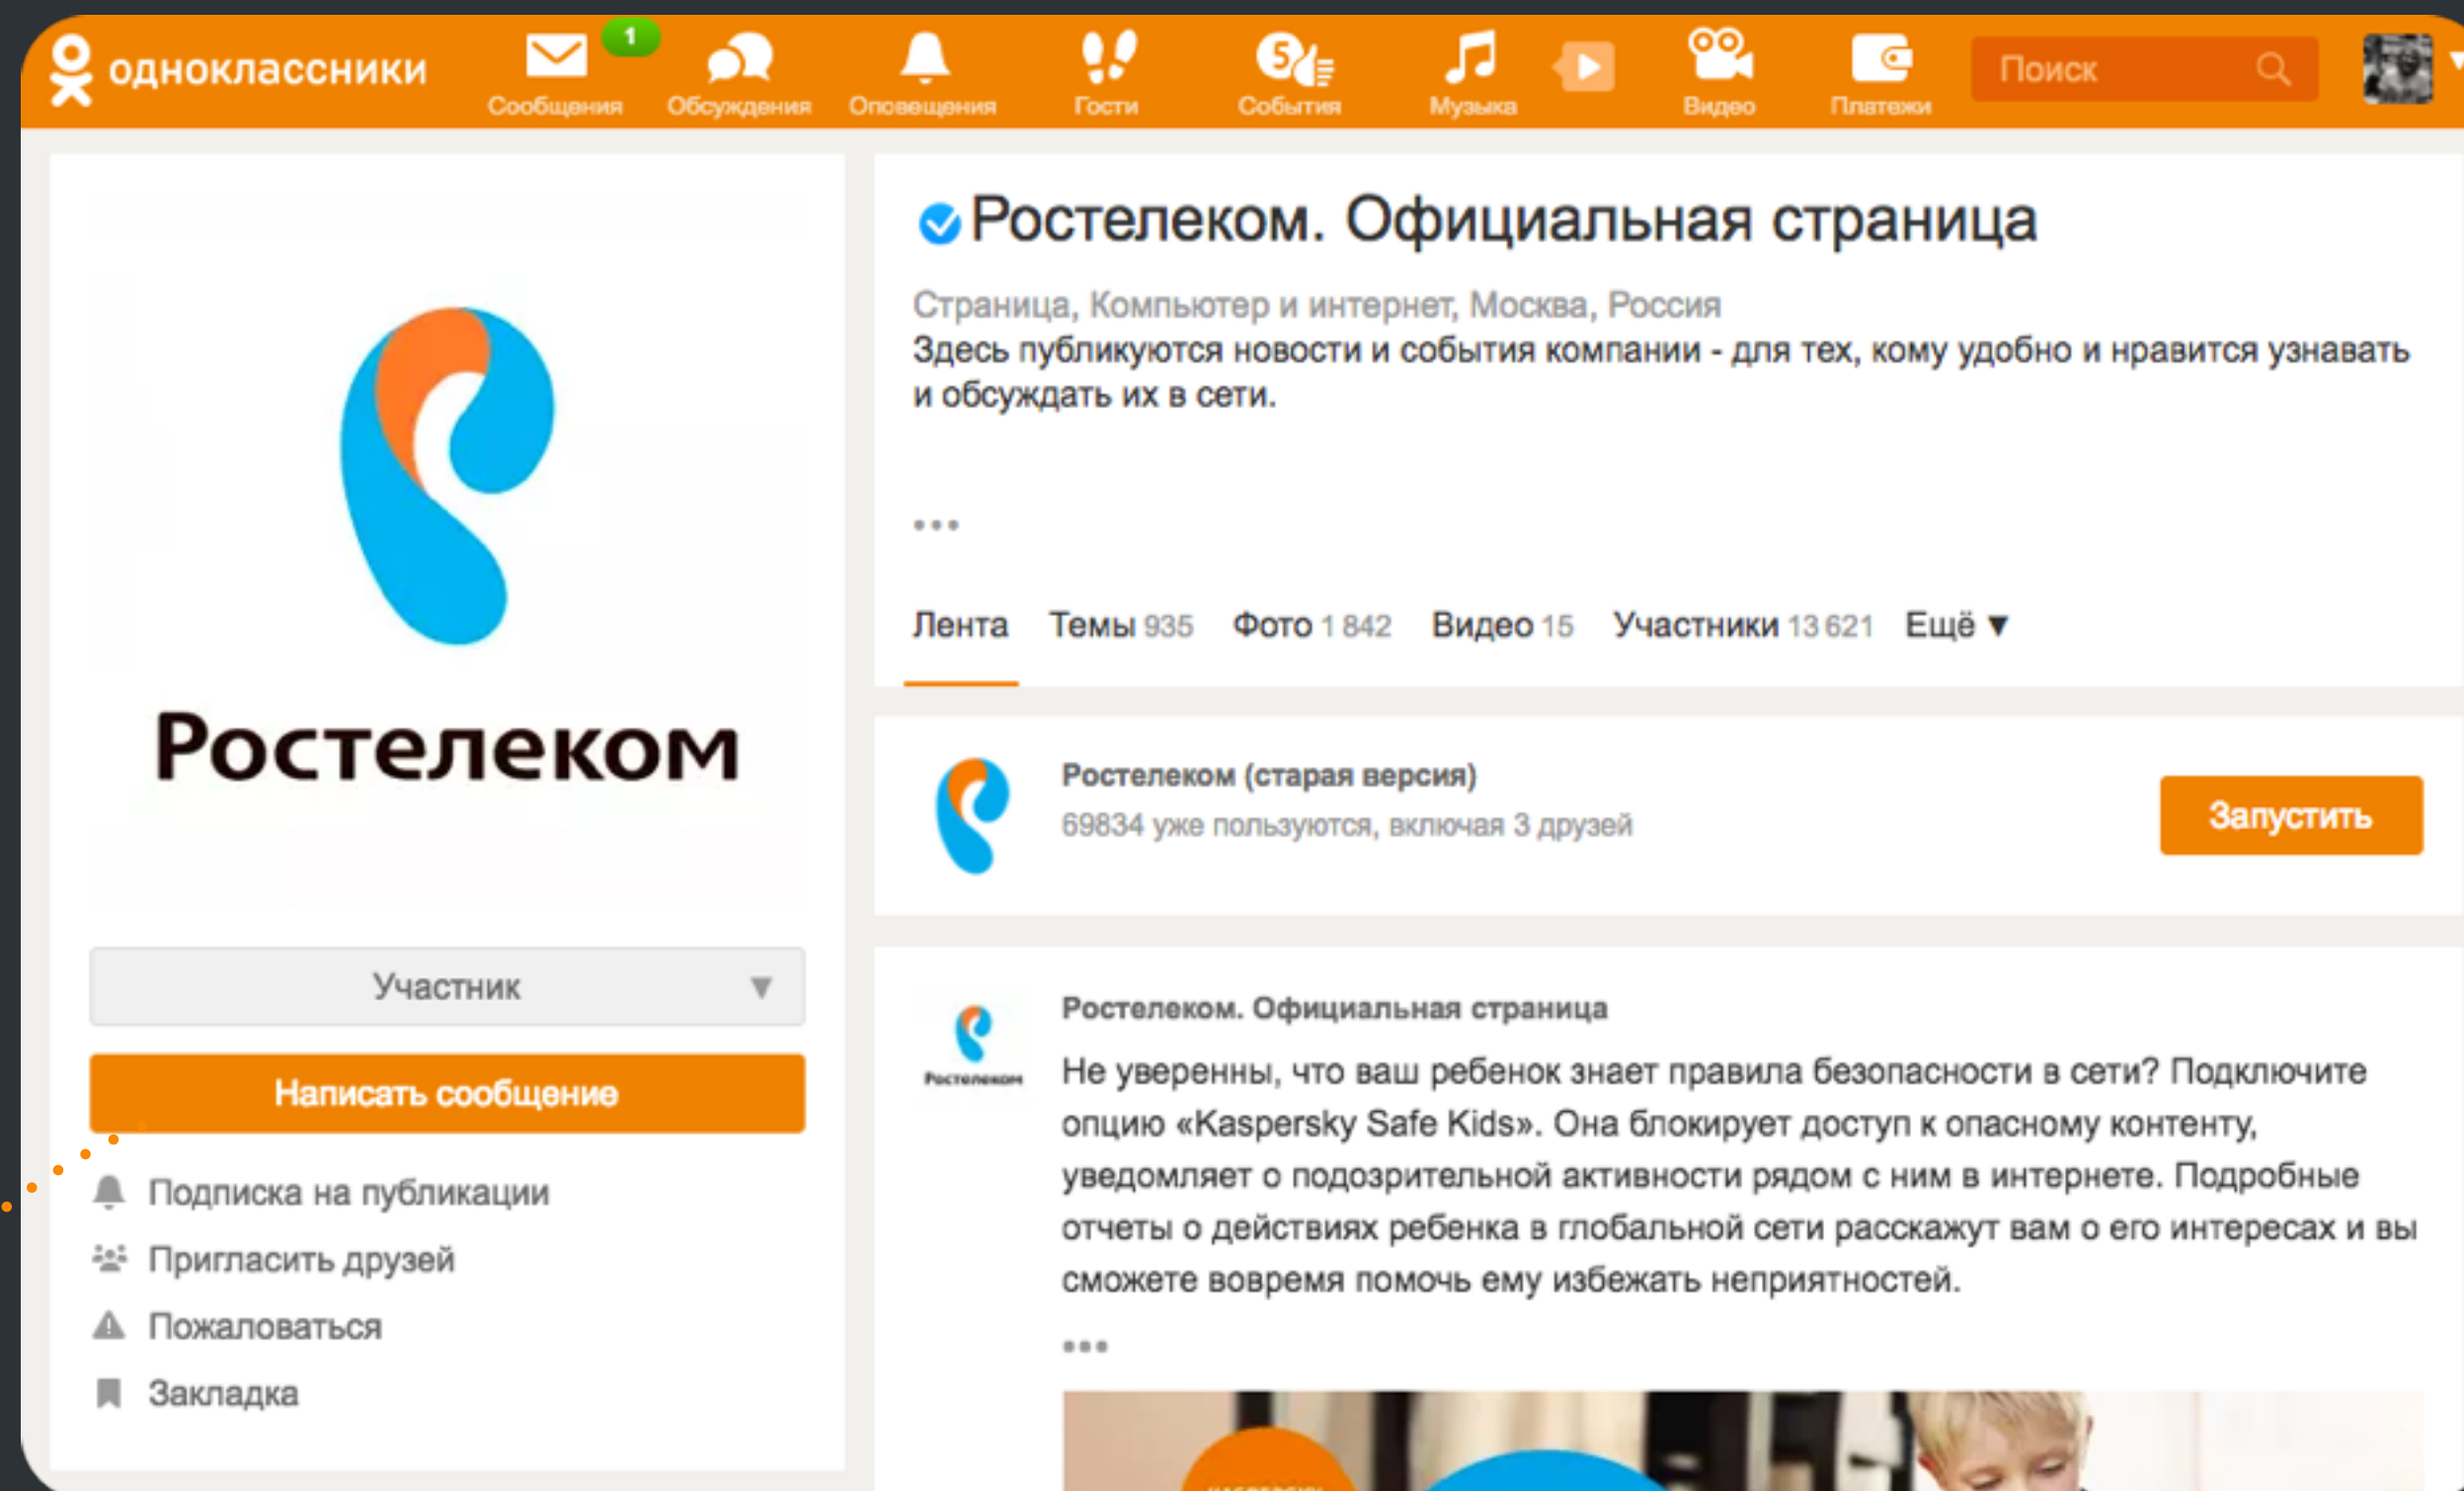 одноклассники
1
Сообщения
Обсуждения
Оповещения
Гости
5
События
Музыка
Видео
Платежи
Поиск
Ростелеком
Участник
Написать сообщение
Подписка на публикации
Пригласить друзей
Пожаловаться
Закладка
Ростелеком. Официальная страница
Страница, Компьютер и интернет, Москва, Россия
Здесь публикуются новости и события компании - для тех, кому удобно и нравится узнавать
и обсуждать их в сети.
Лента Темы 935 Фото 1 842 Видео 15 Участники 13 621 Ещё
Ростелеком (старая версия)
69834 уже пользуются, включая 3 друзей
Запустить
Ростелеком
Ростелеком. Официальная страница
Не уверенны, что ваш ребенок знает правила безопасности в сети? Подключите
опцию «Kaspersky Safe Kids». Она блокирует доступ к опасному контенту,
уведомляет о подозрительной активности рядом с ним в интернете. Подробные
отчеты о действиях ребенка в глобальной сети расскажут вам о его интересах и вы
сможете вовремя помочь ему избежать неприятностей.